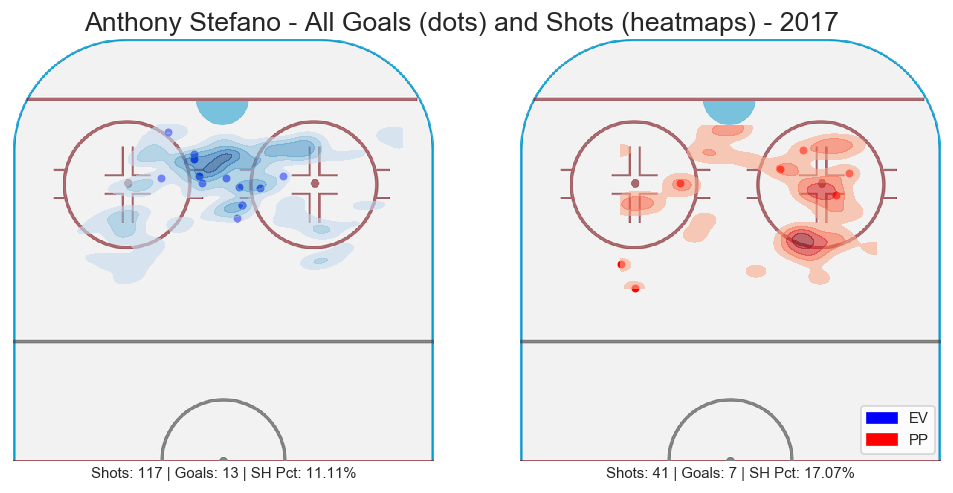 Anthony Stefano - All Goals (dots) and Shots (heatmaps) - 2017
EV
PP
Shots: 117 | Goals: 13 | SH Pct: 11.11%
Shots: 41 | Goals: 7 | SH Pct: 17.07%